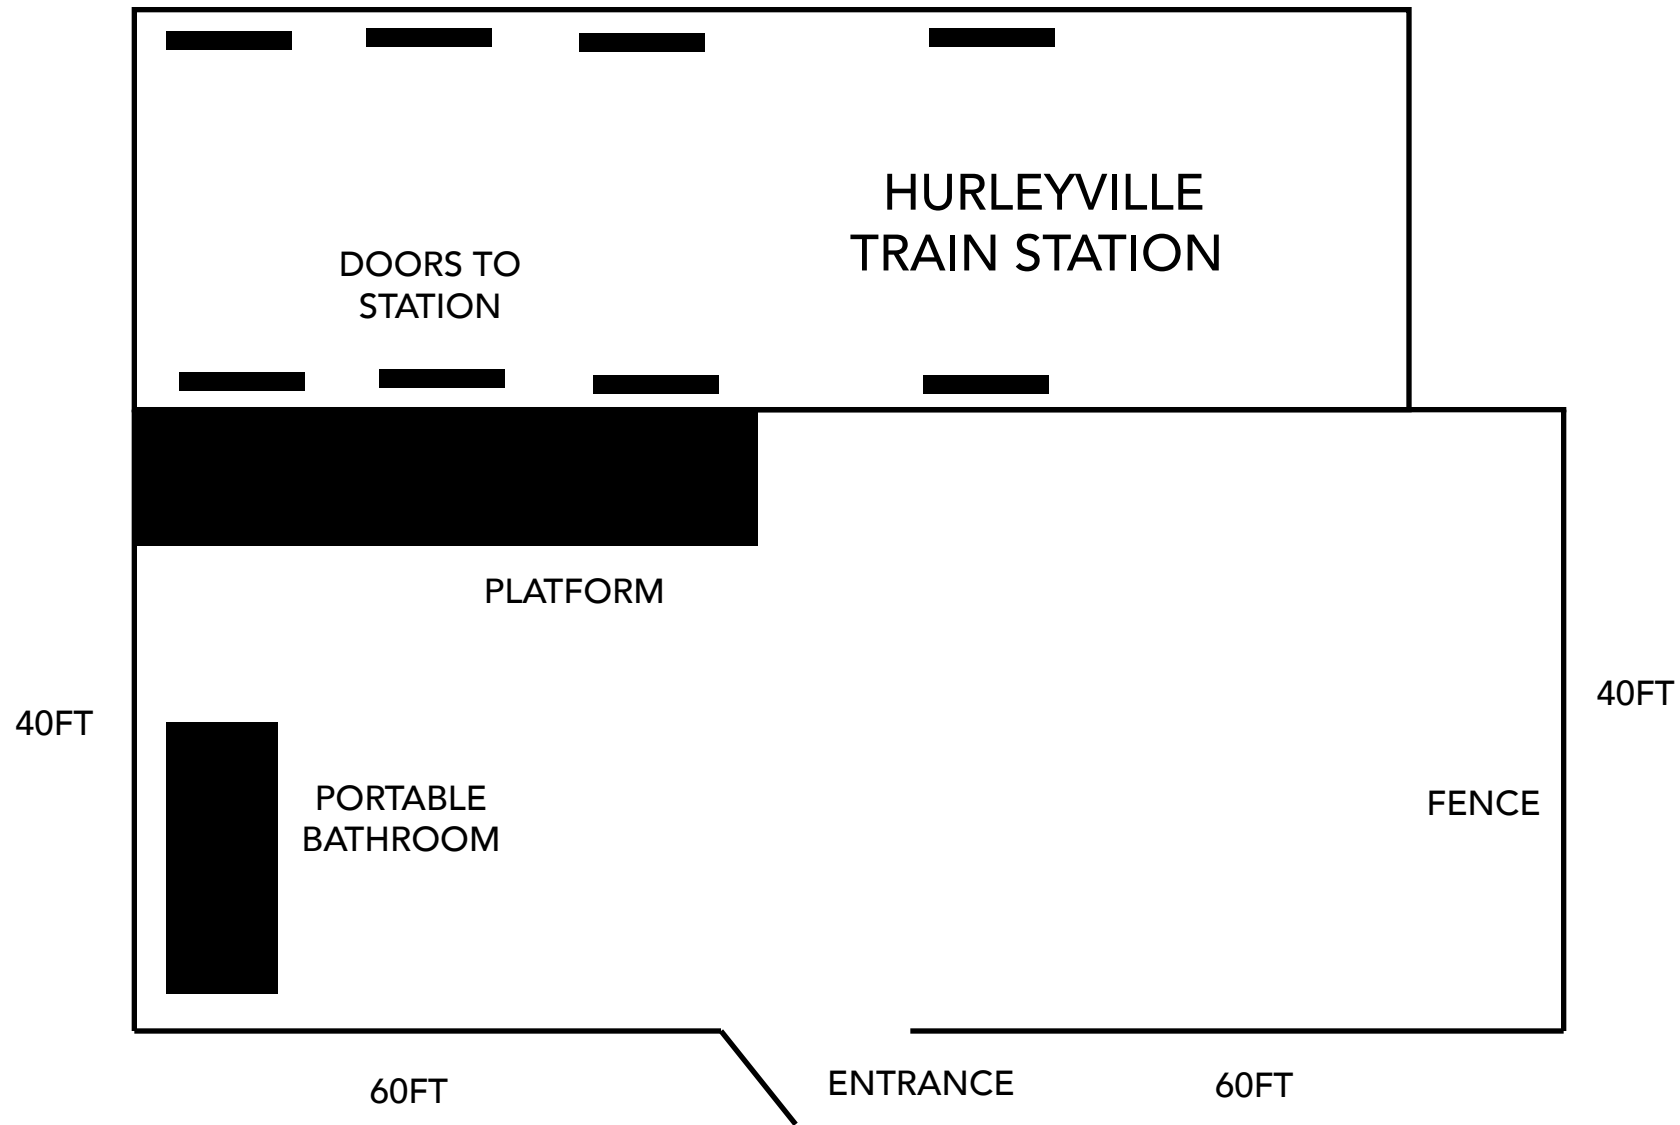 HURLEYVILLE
TRAIN STATION
DOORS TO
STATION
PLATFORM
40FT
40FT
PORTABLE
BATHROOM
FENCE
60FT
ENTRANCE
60FT